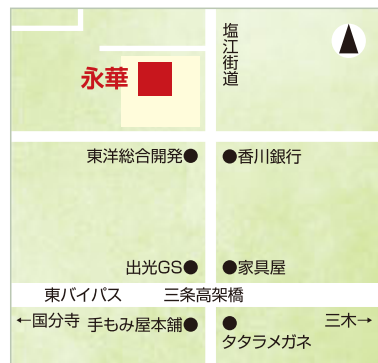 塩江街道
永華
東洋総合開発
香川銀行
出光GS
家具屋
東バイパス
三条高架橋
←国分寺
手もみ屋本舗
三木→
タタラメガネ